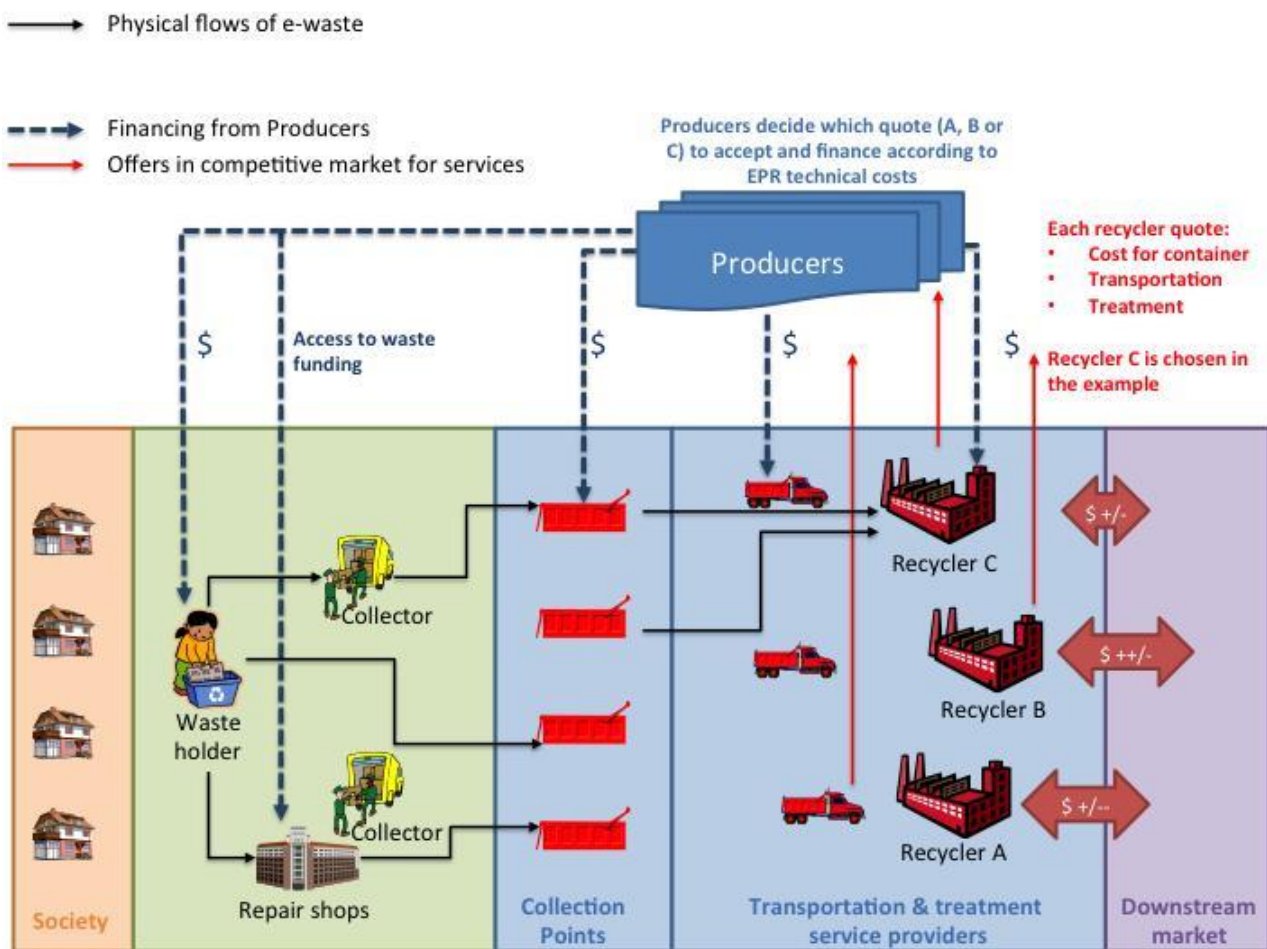 Physical flows of e-waste
Financing from Producers
Offers in competitive market for services
Producers decide which quote (A, B or
C) to accept and finance according to
EPR technical costs
Producers
Each recycler quote:
▪ Cost for container
▪ Transportation
▪ Treatment
Recycler C is chosen in
the example
$
Access to waste
funding
$
$
$
Collector
Waste
holder
Collector
Repair shops
Recycler C
$ +/-
Recycler B
$ ++/-
Recycler A
$ +/--
Society
Collection
Points
Transportation & treatment
service providers
Downstream
market